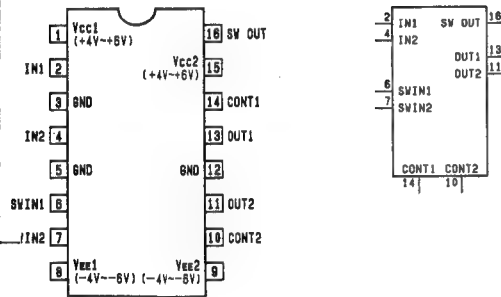 1 Vcc1 16 SW OUT
(+4V~+6V)
IN1 2 Vcc2 15
(+4V~+6V)
3 GND 14 CONT1
IN2 4 13 OUT1
5 GND GND 12
SWIN1 6 11 OUT2
/IN2 7 10 CONT2
8 VEE1 VEE2 9
(-4V~-6V) (-4V~-6V)
2 IN1 SW OUT 16
4 IN2
OUT1 13
OUT2 11
6 SWIN1
7 SWIN2
CONT1 CONT2
14 10